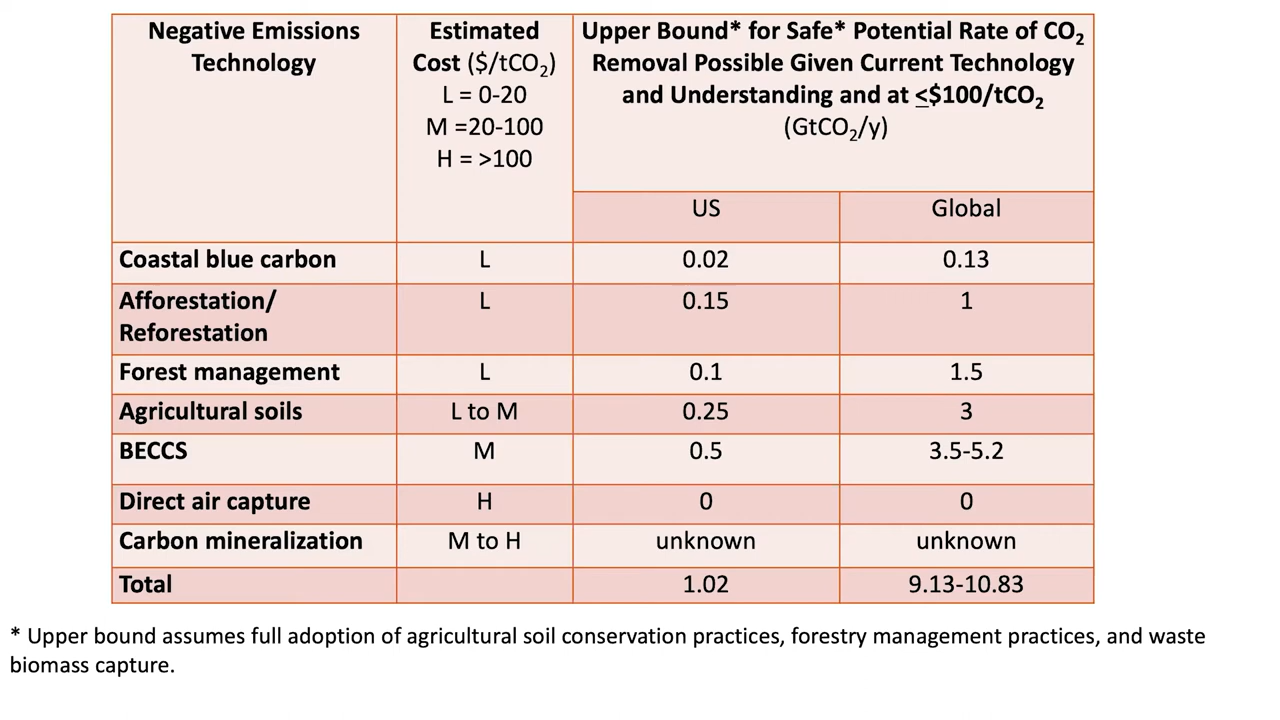 Negative Emissions
Technology
Estimated
Cost ($/tCO₂)
L = 0-20
M =20-100
H = >100
Upper Bound* for Safe* Potential Rate of CO₂
Removal Possible Given Current Technology
and Understanding and at <$100/tCO₂
(GtCO₂/y)
US Global
Coastal blue carbon L 0.02 0.13
Afforestation/ L 0.15 1
Reforestation
Forest management L 0.1 1.5
Agricultural soils L to M 0.25 3
BECCS M 0.5 3.5-5.2
Direct air capture H 0 0
Carbon mineralization M to H unknown unknown
Total 1.02 9.13-10.83
* Upper bound assumes full adoption of agricultural soil conservation practices, forestry management practices, and waste
biomass capture.